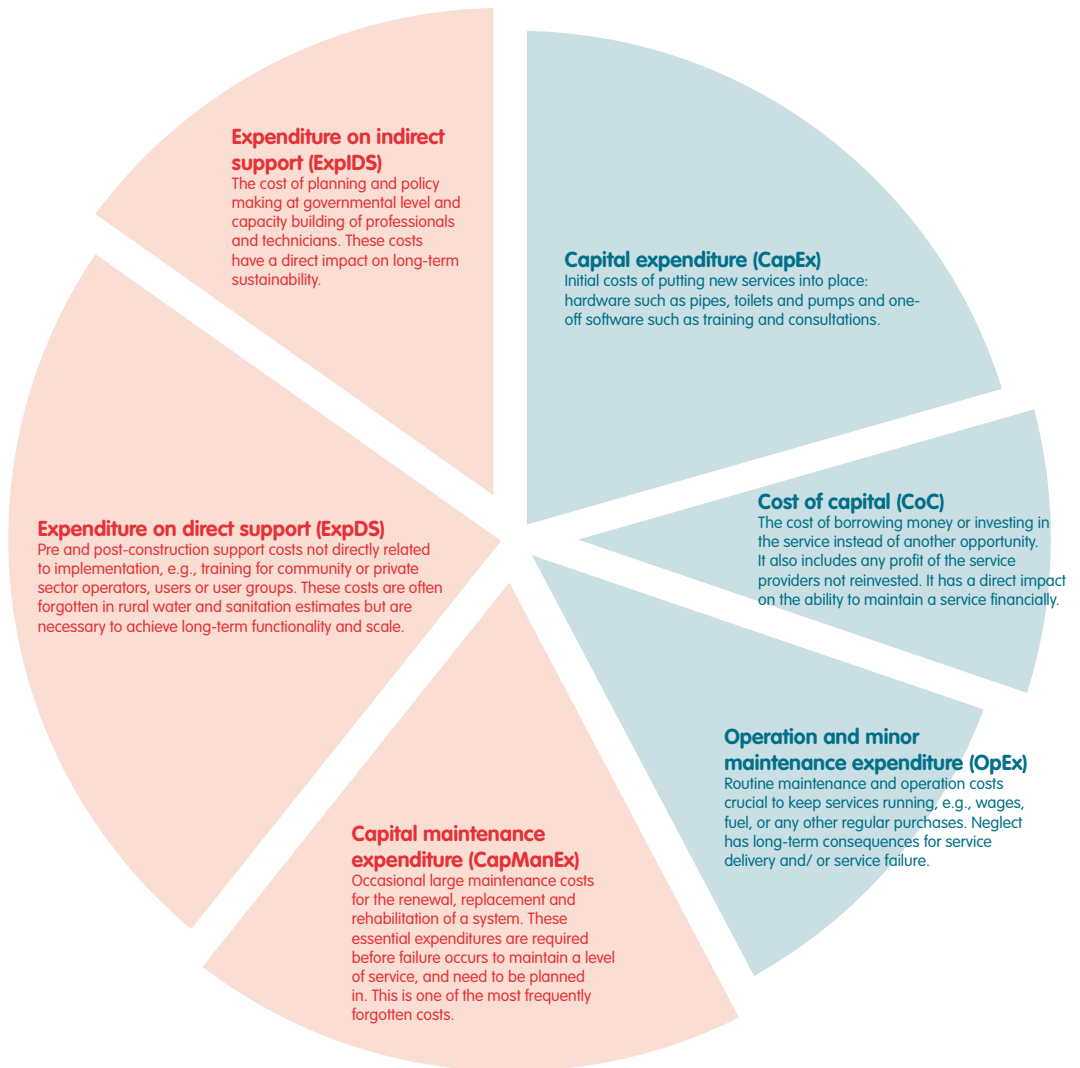 Expenditure on indirect
support (ExpIDS)
The cost of planning and policy
making at governmental level and
capacity building of professionals
and technicians. These costs
have a direct impact on long-term
sustainability.
Capital expenditure (CapEx)
Initial costs of putting new services into place:
hardware such as pipes, toilets and pumps and one-
off software such as training and consultations.
Cost of capital (CoC)
The cost of borrowing money or investing in
the service instead of another opportunity.
It also includes any profit of the service
providers not reinvested. It has a direct impact
on the ability to maintain a service financially.
Expenditure on direct support (ExpDS)
Pre and post-construction support costs not directly related
to implementation, e.g., training for community or private
sector operators, users or user groups. These costs are often
forgotten in rural water and sanitation estimates but are
necessary to achieve long-term functionality and scale.
Operation and minor
maintenance expenditure (OpEx)
Routine maintenance and operation costs
crucial to keep services running, e.g., wages,
fuel, or any other regular purchases. Neglect
has long-term consequences for service
delivery and/ or service failure.
Capital maintenance
expenditure (CapManEx)
Occasional large maintenance costs
for the renewal, replacement and
rehabilitation of a system. These
essential expenditures are required
before failure occurs to maintain a level
of service, and need to be planned
in. This is one of the most frequently
forgotten costs.